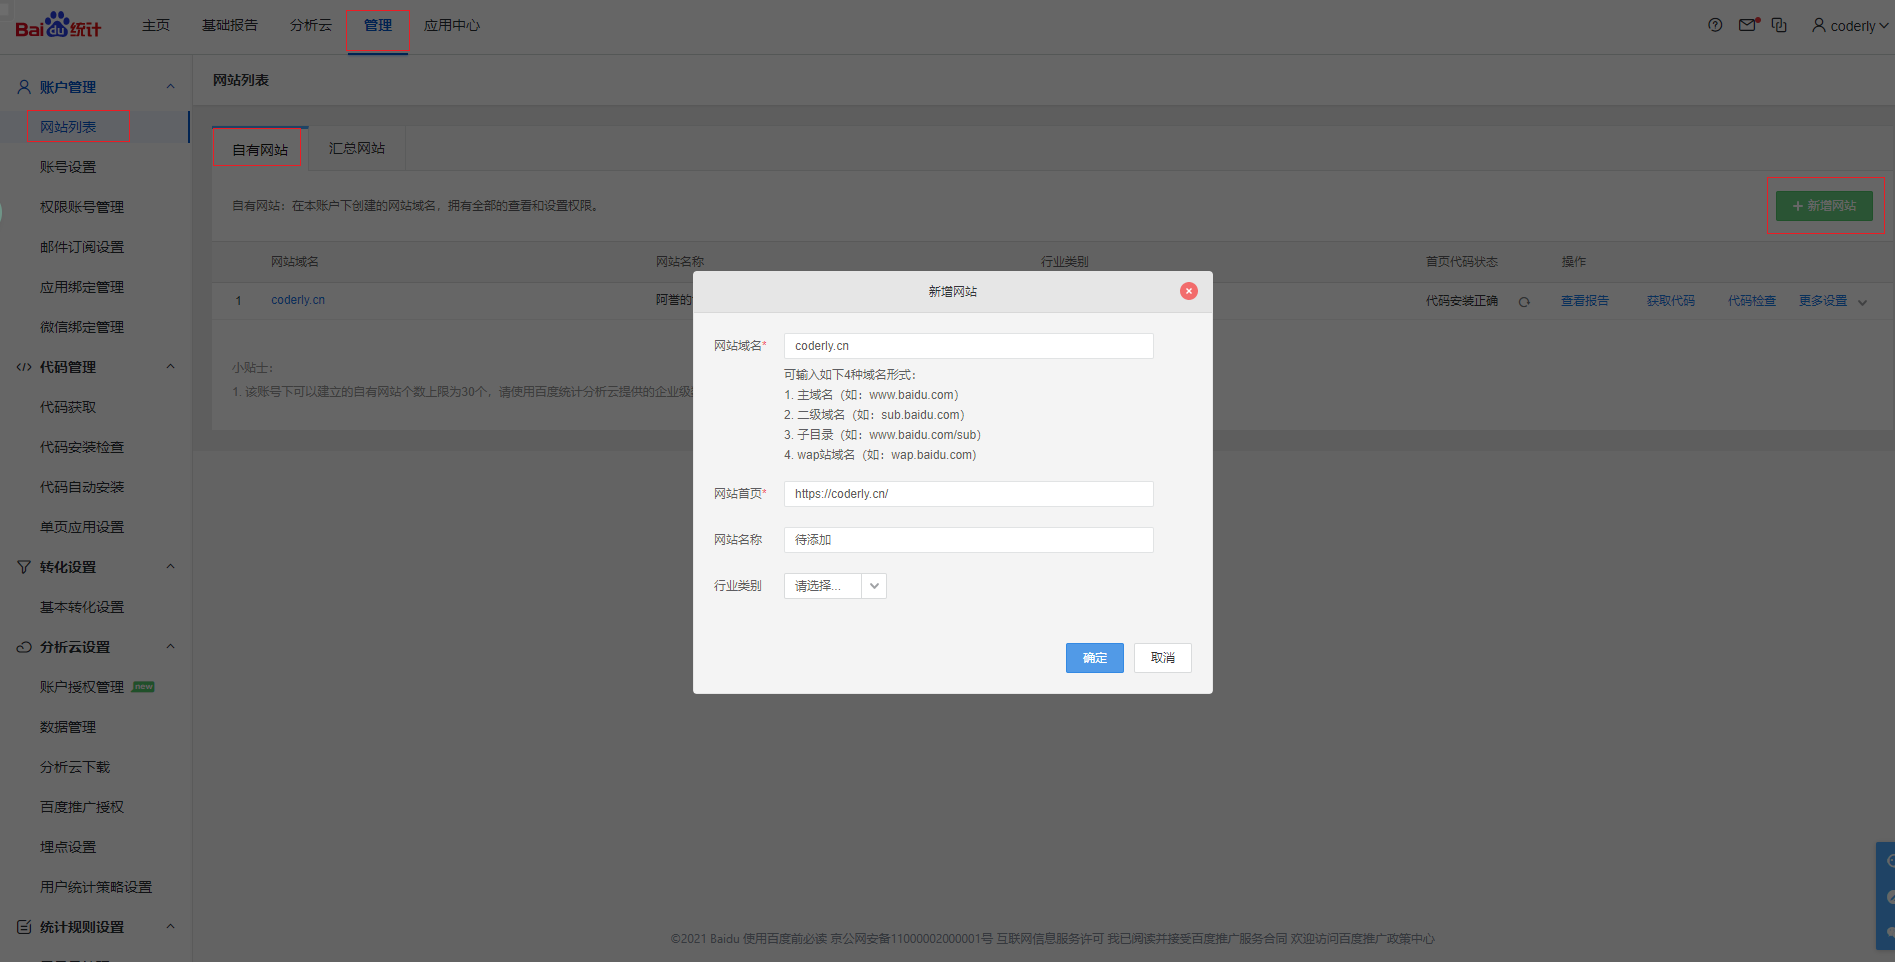 Bai du 统计
主页 基础报告 分析云 管理 应用中心
coderly
账户管理
网站列表
账号设置
权限账号管理
邮件订阅设置
应用绑定管理
微信绑定管理
代码管理
代码获取
代码安装检查
代码自动安装
单页应用设置
转化设置
基本转化设置
分析云设置
账户授权管理 new
数据管理
分析云下载
百度推广授权
埋点设置
用户统计策略设置
统计规则设置
网站列表
自有网站 汇总网站
自有网站：在本账户下创建的网站域名，拥有全部的查看和设置权限。
+ 新增网站
网站域名 网站名称 行业类别 首页代码状态 操作
1 coderly.cn 阿誉的 代码安装正确 查看报告 获取代码 代码检查 更多设置
小贴士：
1. 该账号下可以建立的自有网站个数上限为30个，请使用百度统计分析云提供的企业级
新增网站
网站域名* coderly.cn
可输入如下4种域名形式：
1. 主域名（如：www.baidu.com）
2. 二级域名（如：sub.baidu.com）
3. 子目录（如：www.baidu.com/sub）
4. wap站域名（如：wap.baidu.com)
网站首页* https://coderly.cn/
网站名称 待添加
行业类别 请选择...
确定 取消
©2021 Baidu 使用百度前必读 京公网安备11000002000001号 互联网信息服务许可 我已阅读并接受百度推广服务合同 欢迎访问百度推广政策中心